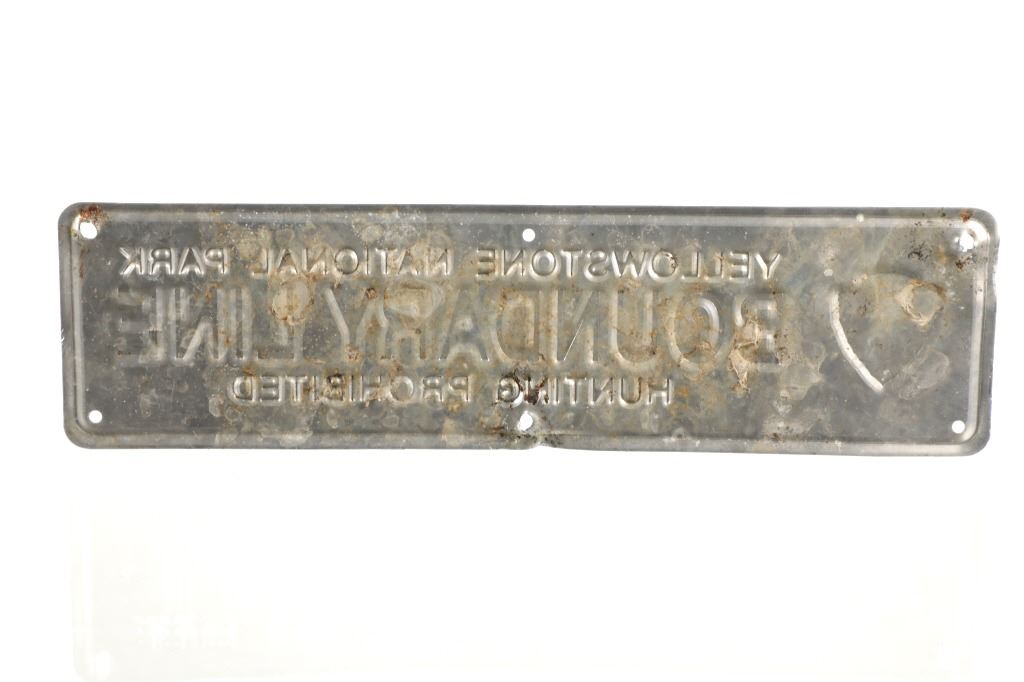 YELLOWSTONE NATIONAL PARK
BOUNDARY LINE
HUNTING PROHIBITED